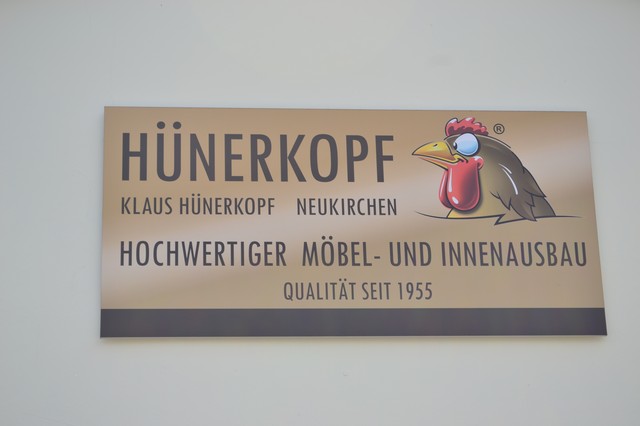 HÜNERKOPF ®
KLAUS HÜNERKOPF NEUKIRCHEN
HOCHWERTIGER MÖBEL- UND INNENAUSBAU
QUALITÄT SEIT 1955